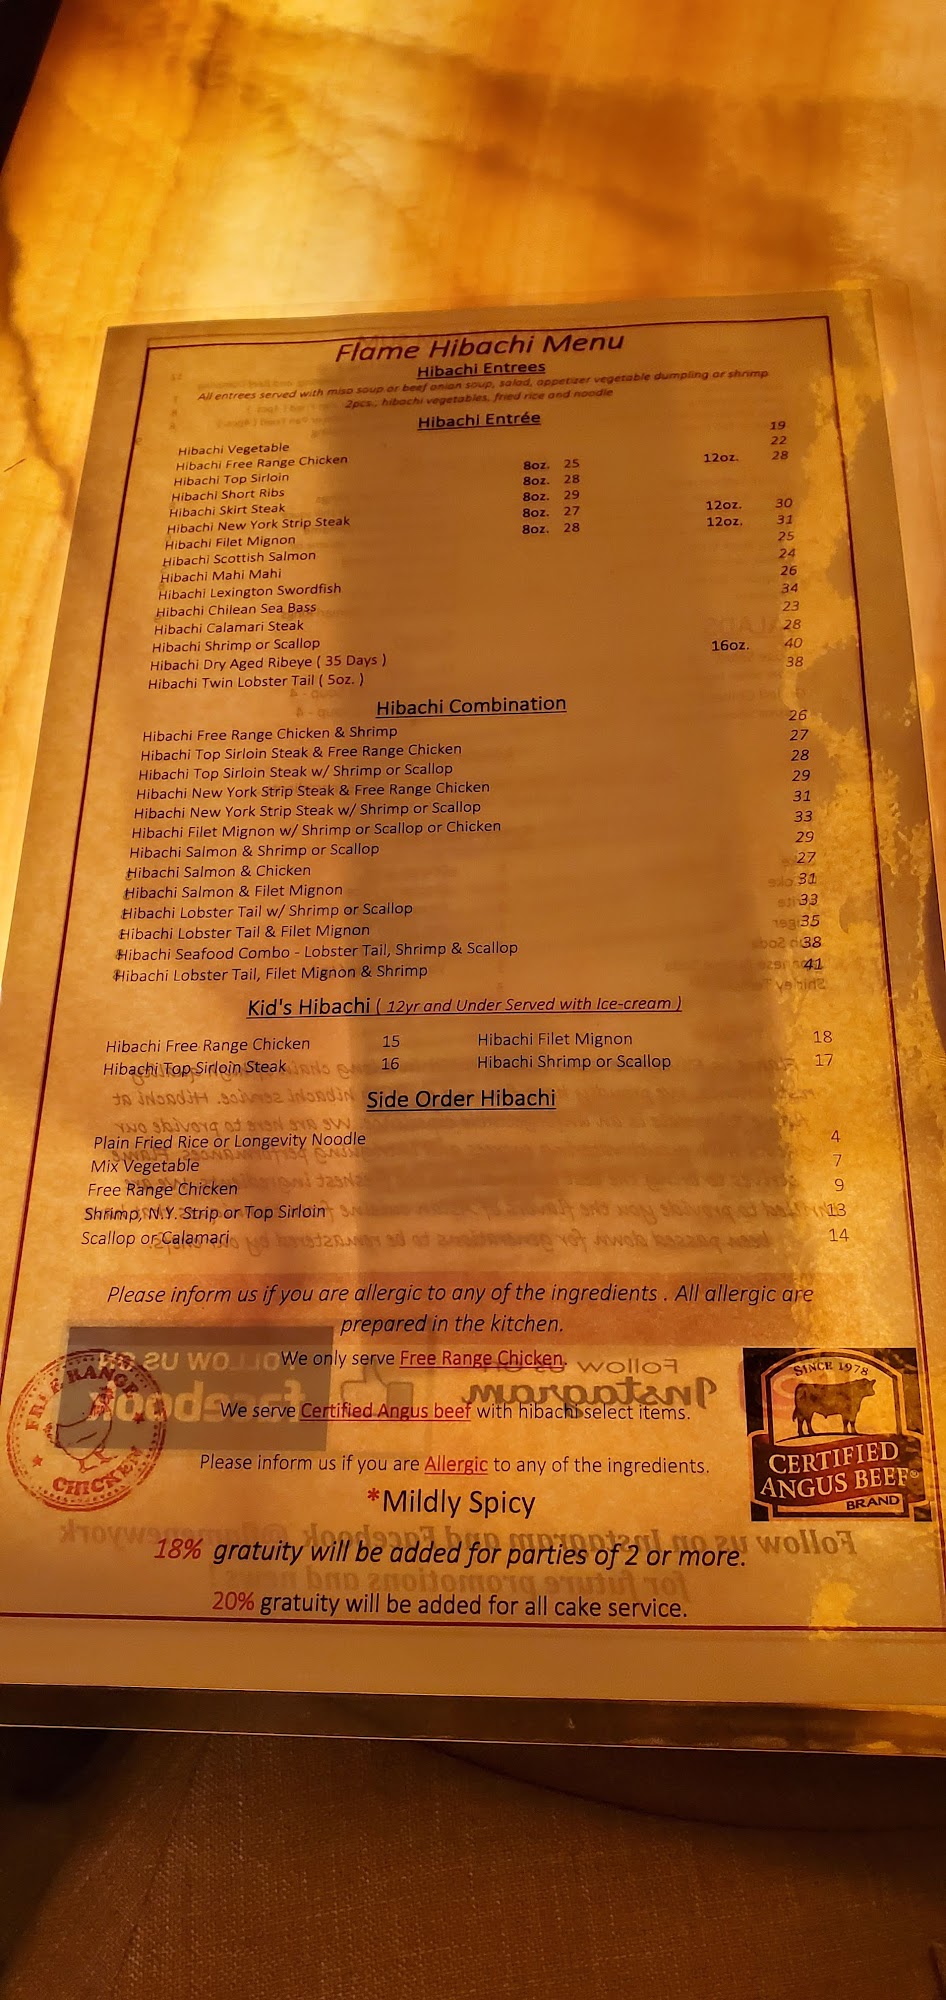 Flame Hibachi Menu
Hibachi Entrees
All entrees served with miso soup or beef onion soup, salad, appetizer vegetable dumpling or shrimp
2pcs., hibachi vegetables, fried rice and noodle
Hibachi Entrée
Hibachi Vegetable 19
Hibachi Free Range Chicken 22
Hibachi Top Sirloin 8oz. 25 12oz. 28
Hibachi Short Ribs 8oz. 28
Hibachi Skirt Steak 8oz. 29
Hibachi New York Strip Steak 8oz. 27 12oz. 30
Hibachi Filet Mignon 8oz. 28 12oz. 31
Hibachi Scottish Salmon 25
Hibachi Mahi Mahi 24
Hibachi Lexington Swordfish 26
Hibachi Chilean Sea Bass 34
Hibachi Calamari Steak 23
Hibachi Shrimp or Scallop 28
Hibachi Dry Aged Ribeye ( 35 Days ) 16oz. 40
Hibachi Twin Lobster Tail ( 5oz. ) 38
Hibachi Combination
Hibachi Free Range Chicken & Shrimp 26
Hibachi Top Sirloin Steak & Free Range Chicken 27
Hibachi Top Sirloin Steak w/ Shrimp or Scallop 28
Hibachi New York Strip Steak & Free Range Chicken 29
Hibachi New York Strip Steak w/ Shrimp or Scallop 31
Hibachi Filet Mignon w/ Shrimp or Scallop or Chicken 33
Hibachi Salmon & Shrimp or Scallop 29
Hibachi Salmon & Chicken 27
Hibachi Salmon & Filet Mignon 31
Hibachi Lobster Tail w/ Shrimp or Scallop 33
Hibachi Lobster Tail & Filet Mignon 35
Hibachi Seafood Combo - Lobster Tail, Shrimp & Scallop 38
Hibachi Lobster Tail, Filet Mignon & Shrimp 41
Kid's Hibachi ( 12yr and Under Served with Ice-cream )
Hibachi Free Range Chicken 15 Hibachi Filet Mignon 18
Hibachi Top Sirloin Steak 16 Hibachi Shrimp or Scallop 17
Side Order Hibachi
Plain Fried Rice or Longevity Noodle 4
Mix Vegetable 7
Free Range Chicken 9
Shrimp, N.Y. Strip or Top Sirloin 13
Scallop or Calamari 14
Please inform us if you are allergic to any of the ingredients . All allergic are
prepared in the kitchen.
We only serve Free Range Chicken.
We serve Certified Angus beef with hibachi select items.
Please inform us if you are Allergic to any of the ingredients.
*Mildly Spicy
18% gratuity will be added for parties of 2 or more.
20% gratuity will be added for all cake service.
FREE RANGE
CHICKEN
SINCE 1978
CERTIFIED
ANGUS BEEF®
BRAND